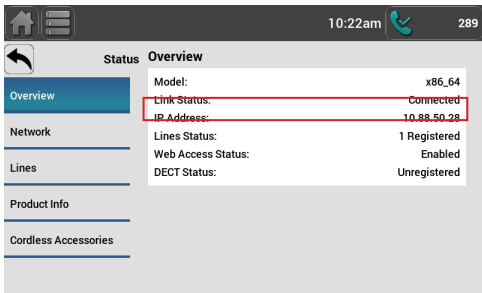 10:22am 289
Status Overview
Overview
Network
Lines
Product Info
Cordless Accessories
Model: x86_64
Link Status: Connected
IP Address: 10.88.50.28
Lines Status: 1 Registered
Web Access Status: Enabled
DECT Status: Unregistered